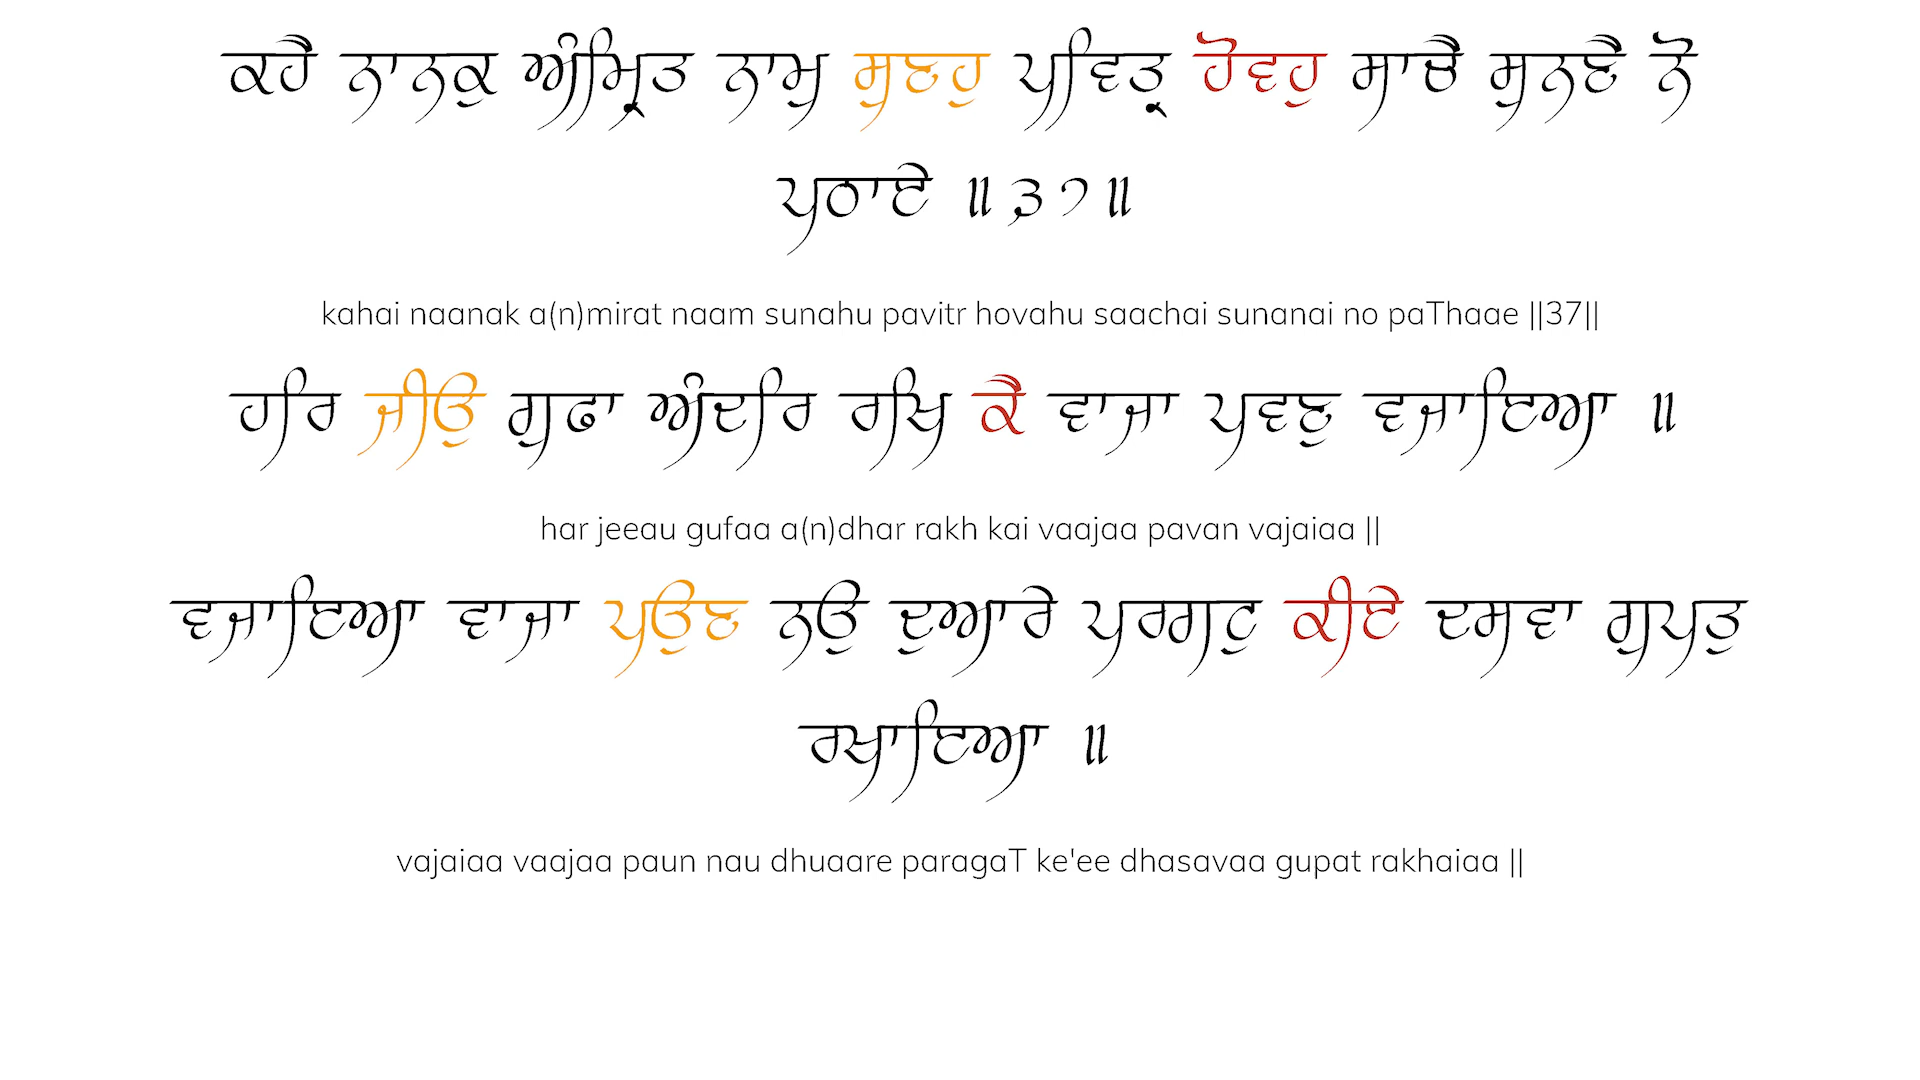 ਕਹੈ ਨਾਨਕੁ ਅੰਮ੍ਰਿਤ ਨਾਮੁ ਸੁਣਹੁ ਪਵਿਤ੍ਰ ਹੋਵਹੁ ਸਾਚੈ ਸੁਨਣੈ ਨੋ
ਪਠਾਏ ॥੩੭॥
kahai naanak a(n)mirat naam sunahu pavitr hovahu saachai sunanai no paThaae ||37||
ਹਰਿ ਜੀਉ ਗੁਫਾ ਅੰਦਰਿ ਰਖਿ ਕੈ ਵਾਜਾ ਪਵਣੁ ਵਜਾਇਆ ॥
har jeeau gufaa a(n)dhar rakh kai vaajaa pavan vajaiaa ||
ਵਜਾਇਆ ਵਾਜਾ ਪਉਣ ਨਉ ਦੁਆਰੇ ਪਰਗਟੁ ਕੀਏ ਦਸਵਾ ਗੁਪਤੁ
ਰਖਾਇਆ ॥
vajaiaa vaajaa paun nau dhuaare paragaT ke'ee dhasavaa gupat rakhaiaa ||